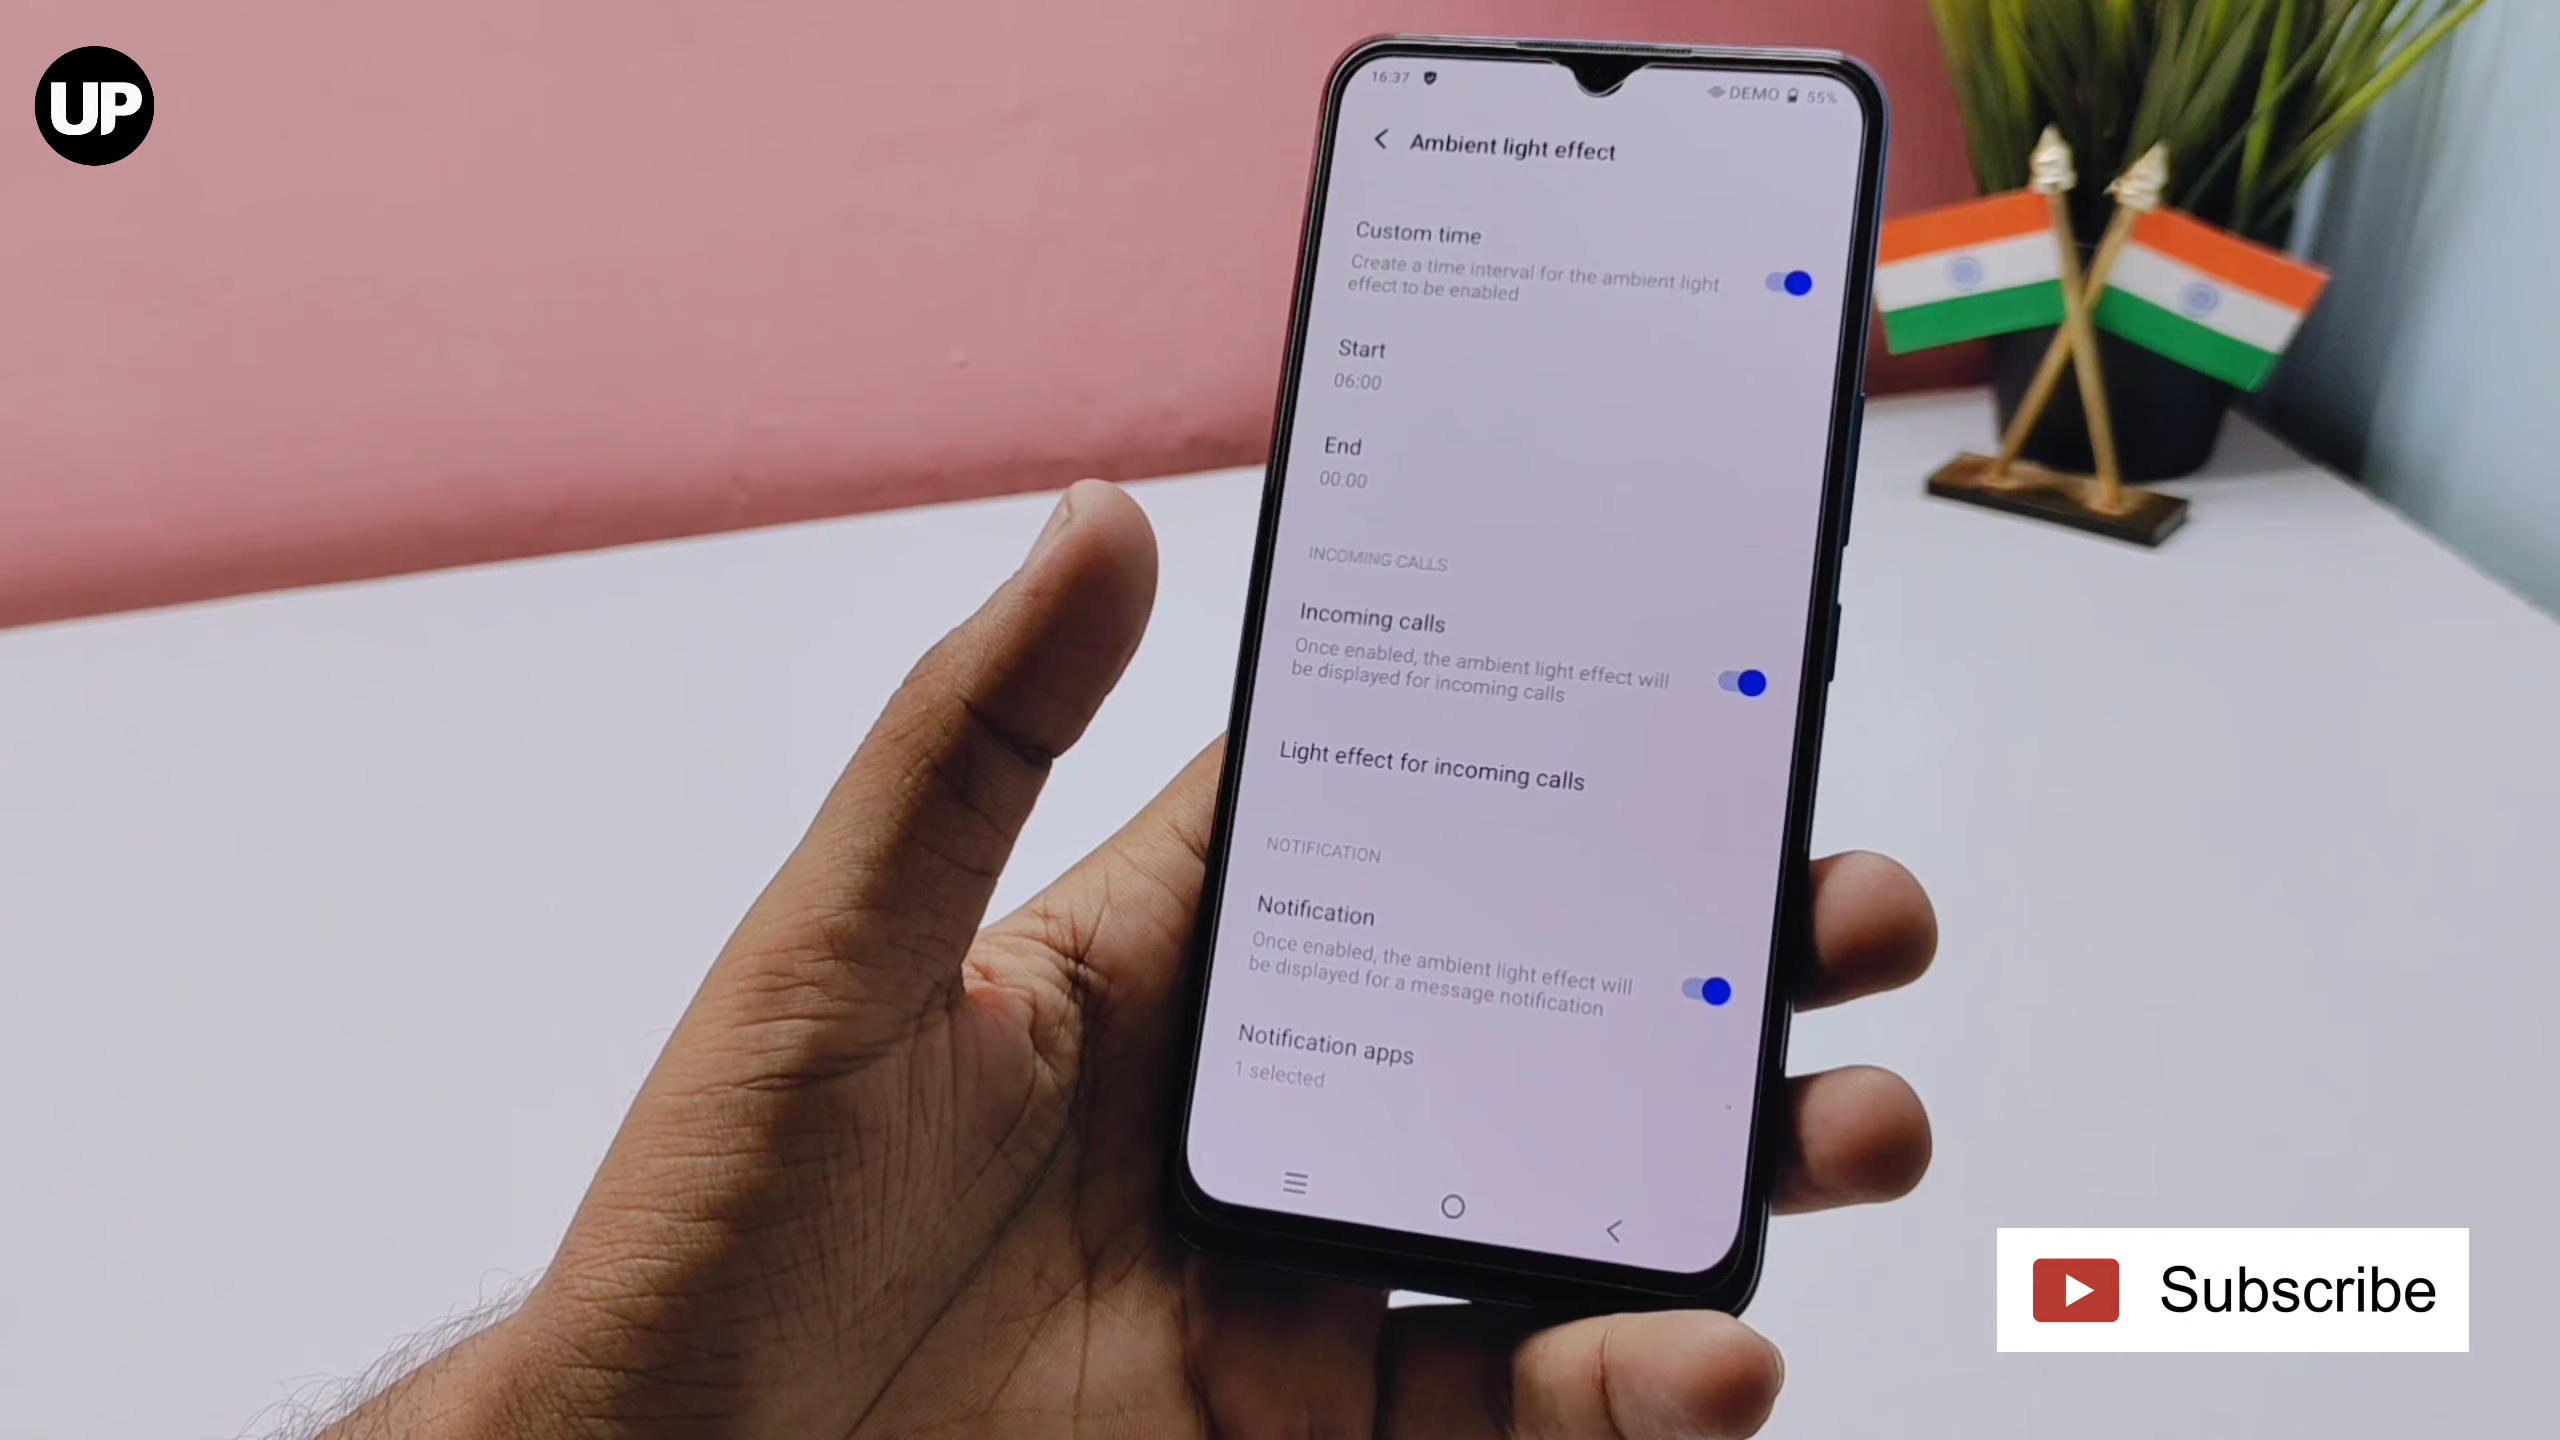 UP
16:37
DEMO 55%
Ambient light effect
Custom time
Create a time interval for the ambient light
effect to be enabled
Start
06:00
End
00:00
INCOMING CALLS
Incoming calls
Once enabled, the ambient light effect will
be displayed for incoming calls
Light effect for incoming calls
NOTIFICATION
Notification
Once enabled, the ambient light effect will
be displayed for a message notification
Notification apps
1 selected
Subscribe